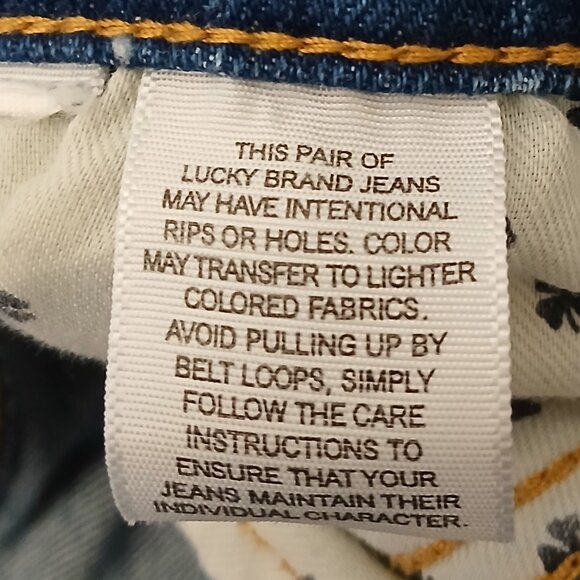 THIS PAIR OF
LUCKY BRAND JEANS
MAY HAVE INTENTIONAL
RIPS OR HOLES. COLOR
MAY TRANSFER TO LIGHTER
COLORED FABRICS.
AVOID PULLING UP BY
BELT LOOPS, SIMPLY
FOLLOW THE CARE
INSTRUCTIONS TO
ENSURE THAT YOUR
JEANS MAINTAIN THEIR
INDIVIDUAL CHARACTER.